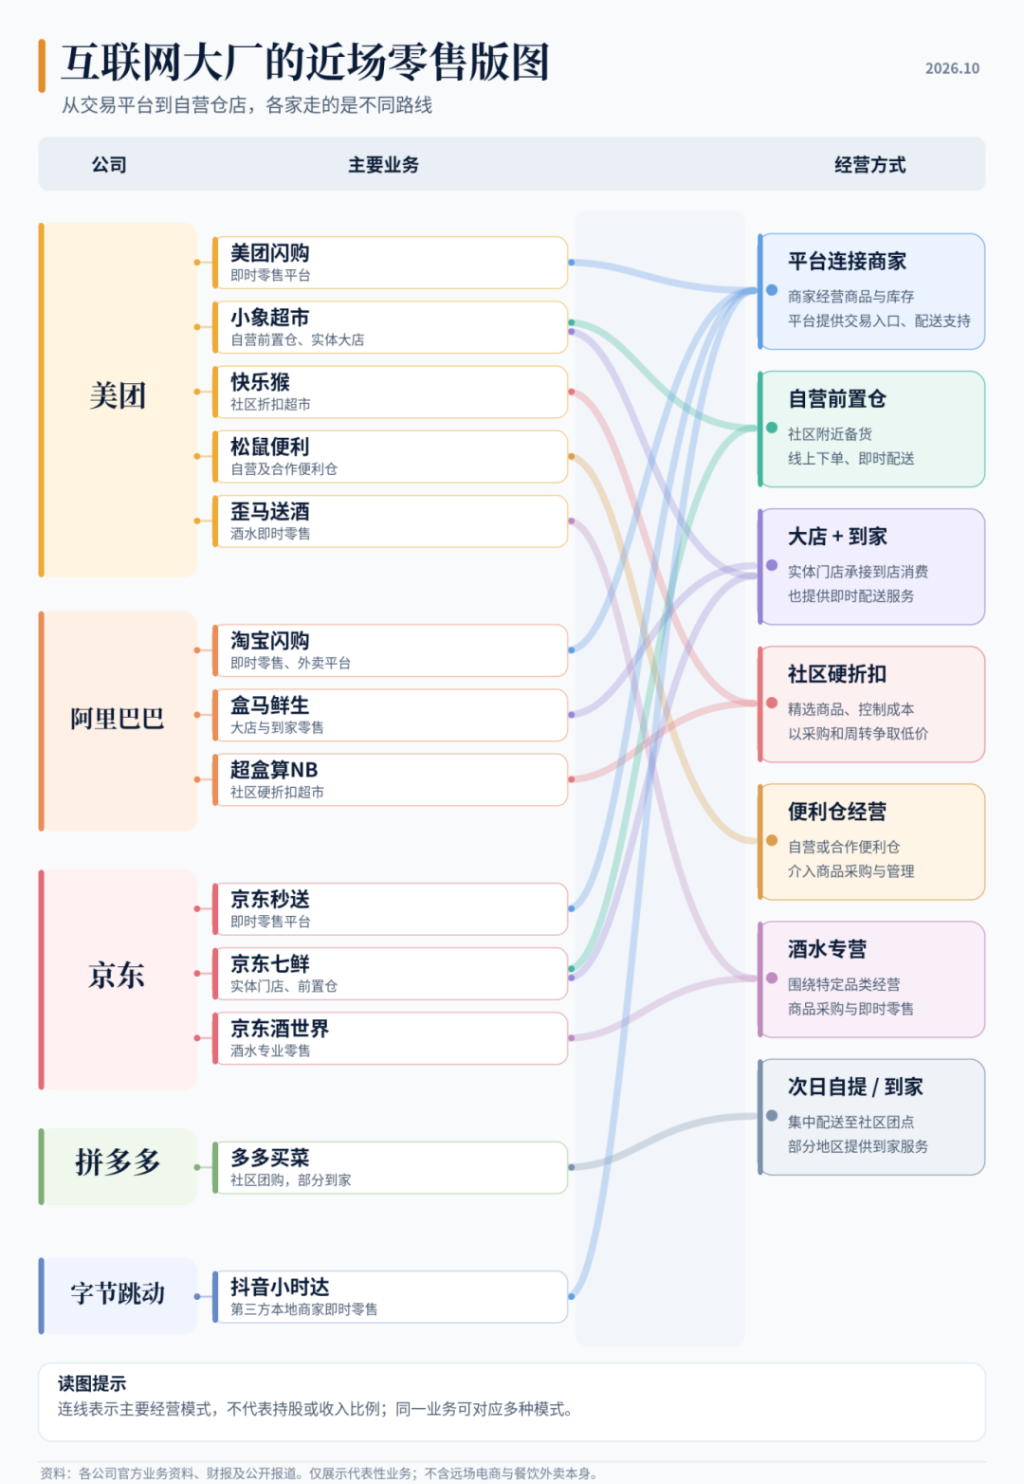 互联网大厂的近场零售版图
2026.10
从交易平台到自营仓店，各家走的是不同路线
公司
主要业务
经营方式
美团
美团闪购
即时零售平台
小象超市
自营前置仓、实体大店
快乐猴
社区折扣超市
松鼠便利
自营及合作便利仓
歪马送酒
酒水即时零售
阿里巴巴
淘宝闪购
即时零售、外卖平台
盒马鲜生
大店与到家零售
超盒算NB
社区硬折扣超市
京东
京东秒送
即时零售平台
京东七鲜
实体门店、前置仓
京东酒世界
酒水专业零售
拼多多
多多买菜
社区团购，部分到家
字节跳动
抖音小时达
第三方本地商家即时零售
平台连接商家
商家经营商品与库存
平台提供交易入口、配送支持
自营前置仓
社区附近备货
线上下单、即时配送
大店 + 到家
实体门店承接到店消费
也提供即时配送服务
社区硬折扣
精选商品、控制成本
以采购和周转争取低价
便利仓经营
自营或合作便利仓
介入商品采购与管理
酒水专营
围绕特定品类经营
商品采购与即时零售
次日自提 / 到家
集中配送至社区团点
部分地区提供到家服务
读图提示
连线表示主要经营模式，不代表持股或收入比例；同一业务可对应多种模式。
资料：各公司官方业务资料、财报及公开报道。仅展示代表性业务；不含远场电商与餐饮外卖本身。